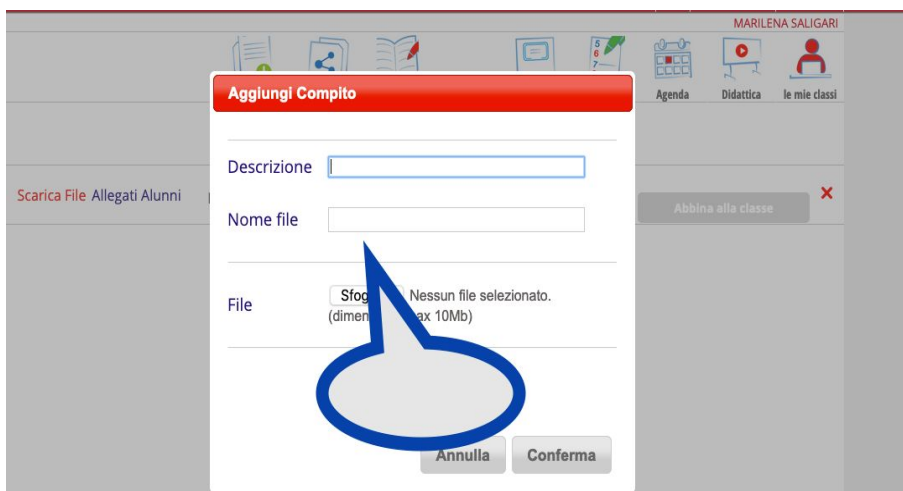 MARILENA SALIGARI
Agenda Didattica le mie classi
Aggiungi Compito
Descrizione
Scarica File Allegati Alunni
Abbina alla classe
Nome file
File Nessun file selezionato.
10Mb)
Annulla Conferma